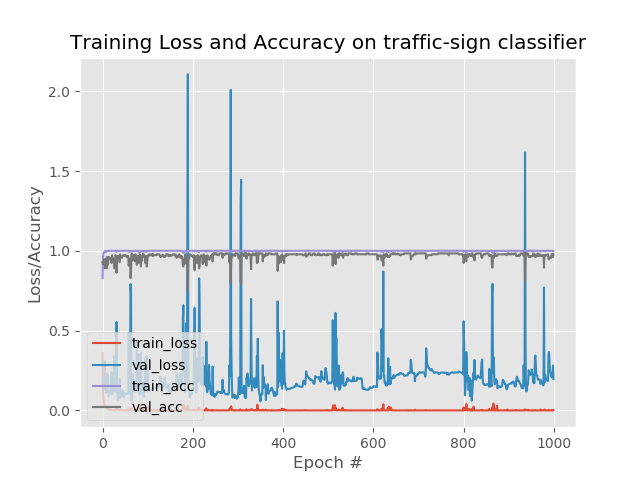 Training Loss and Accuracy on traffic-sign classifier
2.0
1.5
1.0
0.5
0.0
Loss/Accuracy
train_loss
val_loss
train_acc
val_acc
0 200 400 600 800 1000
Epoch #